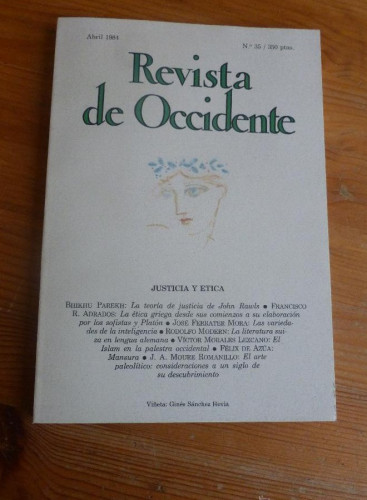 Abril 1984
N.º 35 / 350 ptas.
Revista
de Occidente
JUSTICIA Y ETICA
BHIKHU PAREKH: La teoría de justicia de John Rawls ● FRANCISCO
R. ADRADOS: La ética griega desde sus comienzos a su elaboración
por los sofistas y Platón ● JOSÉ FERRATER MORA: Las varieda-
des de la inteligencia ● RODOLFO MODERN: La literatura sui-
za en lengua alemana ● VÍCTOR MORALES LEZCANO: El
Islam en la palestra occidental ● FÉLIX DE AZÚA:
Mansura ● J. A. MOURE ROMANILLO: El arte
paleolítico: consideraciones a un siglo de
su descubrimiento
Viñeta: Ginés Sánchez Hevia